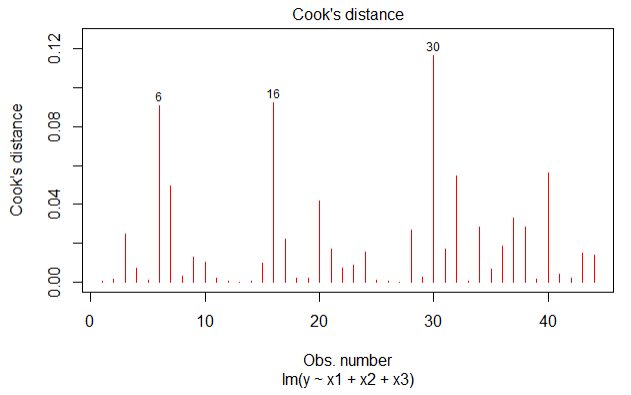 Cook's distance
30
0.12
6
16
0.08
Cook's distance
0.04
0.00
0 10 20 30 40
Obs. number
lm(y ~ x1 + x2 + x3)